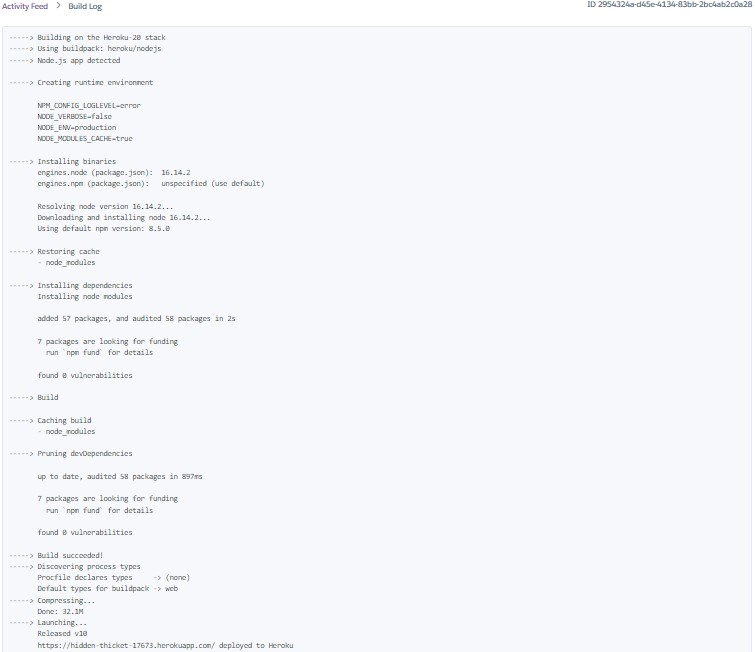 Activity Feed > Build Log
ID 2954324a-d45e-4134-83bb-2bc4ab2c0a28
-----> Building on the Heroku-20 stack
-----> Using buildpack: heroku/nodejs
-----> Node.js app detected
-----> Creating runtime environment
NPM_CONFIG_LOGLEVEL=error
NODE_VERBOSE=false
NODE_ENV=production
NODE_MODULES_CACHE=true
-----> Installing binaries
engines.node (package.json):  16.14.2
engines.npm (package.json):   unspecified (use default)
Resolving node version 16.14.2...
Downloading and installing node 16.14.2...
Using default npm version: 8.5.0
-----> Restoring cache
- node_modules
-----> Installing dependencies
Installing node modules
added 57 packages, and audited 58 packages in 2s
7 packages are looking for funding
run `npm fund` for details
found 0 vulnerabilities
-----> Build
-----> Caching build
- node_modules
-----> Pruning devDependencies
up to date, audited 58 packages in 897ms
7 packages are looking for funding
run `npm fund` for details
found 0 vulnerabilities
-----> Build succeeded!
-----> Discovering process types
Procfile declares types     -> (none)
Default types for buildpack -> web
-----> Compressing...
Done: 32.1M
-----> Launching...
Released v10
https://hidden-thicket-17673.herokuapp.com/ deployed to Heroku